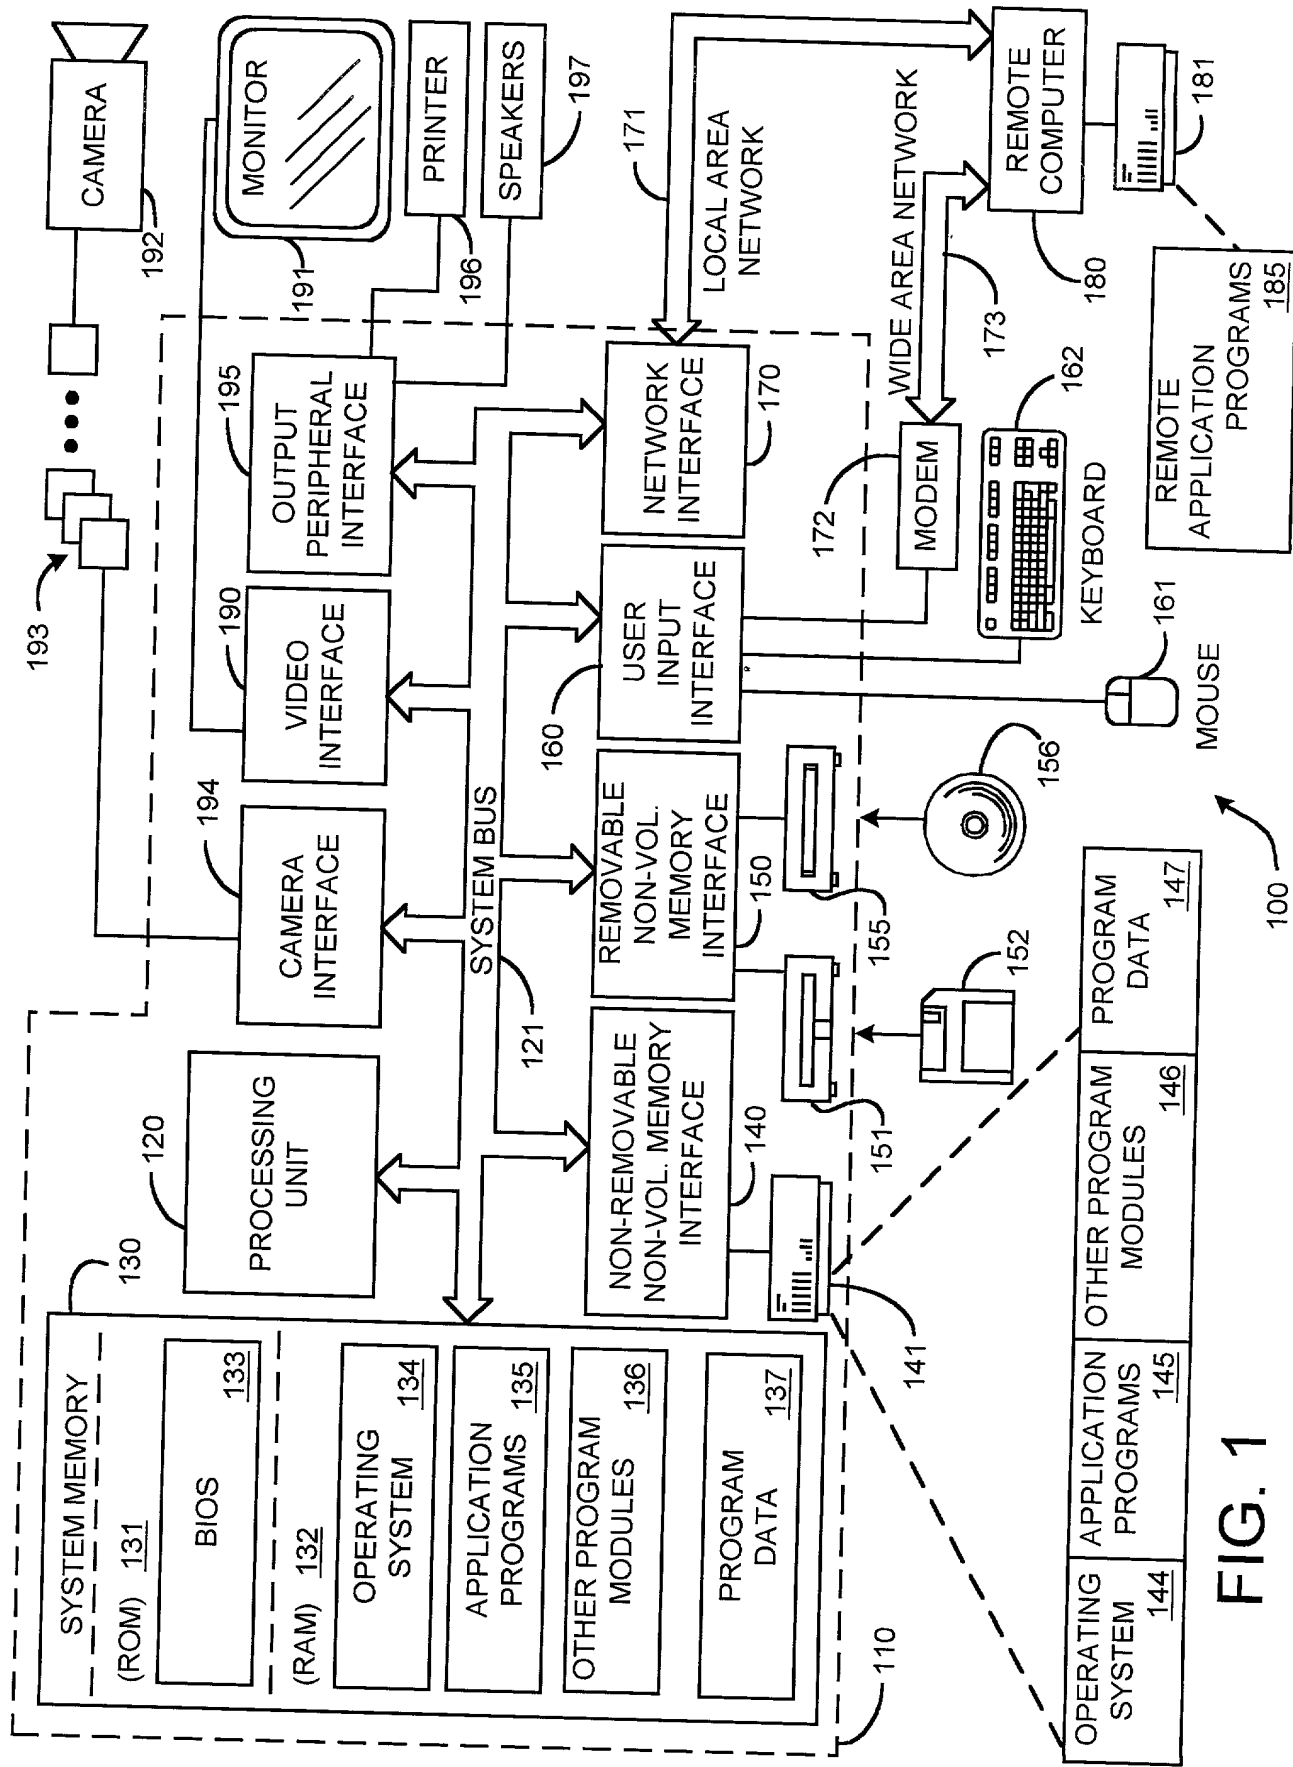 SYSTEM MEMORY
(ROM) 131
BIOS
133
(RAM) 132
OPERATING
SYSTEM
134
APPLICATION
PROGRAMS
135
OTHER PROGRAM
MODULES
136
PROGRAM
DATA
137
130
120
PROCESSING
UNIT
CAMERA
INTERFACE
194
VIDEO
INTERFACE
190
OUTPUT
PERIPHERAL
INTERFACE
195
193
CAMERA
192
MONITOR
191
PRINTER
196
SPEAKERS
197
SYSTEM BUS
121
NON-REMOVABLE
NON-VOL. MEMORY
INTERFACE
140
REMOVABLE
NON-VOL.
MEMORY
INTERFACE
150
160
USER
INPUT
INTERFACE
NETWORK
INTERFACE
170
171
LOCAL AREA
NETWORK
172
MODEM
WIDE AREA NETWORK
173
REMOTE
COMPUTER
180
181
REMOTE
APPLICATION
PROGRAMS
185
110
141
151
155
152
156
162
KEYBOARD
161
MOUSE
OPERATING
SYSTEM
144
APPLICATION
PROGRAMS
145
OTHER PROGRAM
MODULES
146
PROGRAM
DATA
147
100
FIG. 1